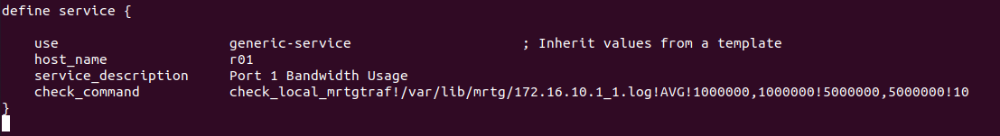 define service {
use generic-service ; Inherit values from a template
host_name r01
service_description Port 1 Bandwidth Usage
check_command check_local_mrtgtraf!/var/lib/mrtg/172.16.10.1_1.log!AVG!1000000,1000000!5000000,5000000!10
}